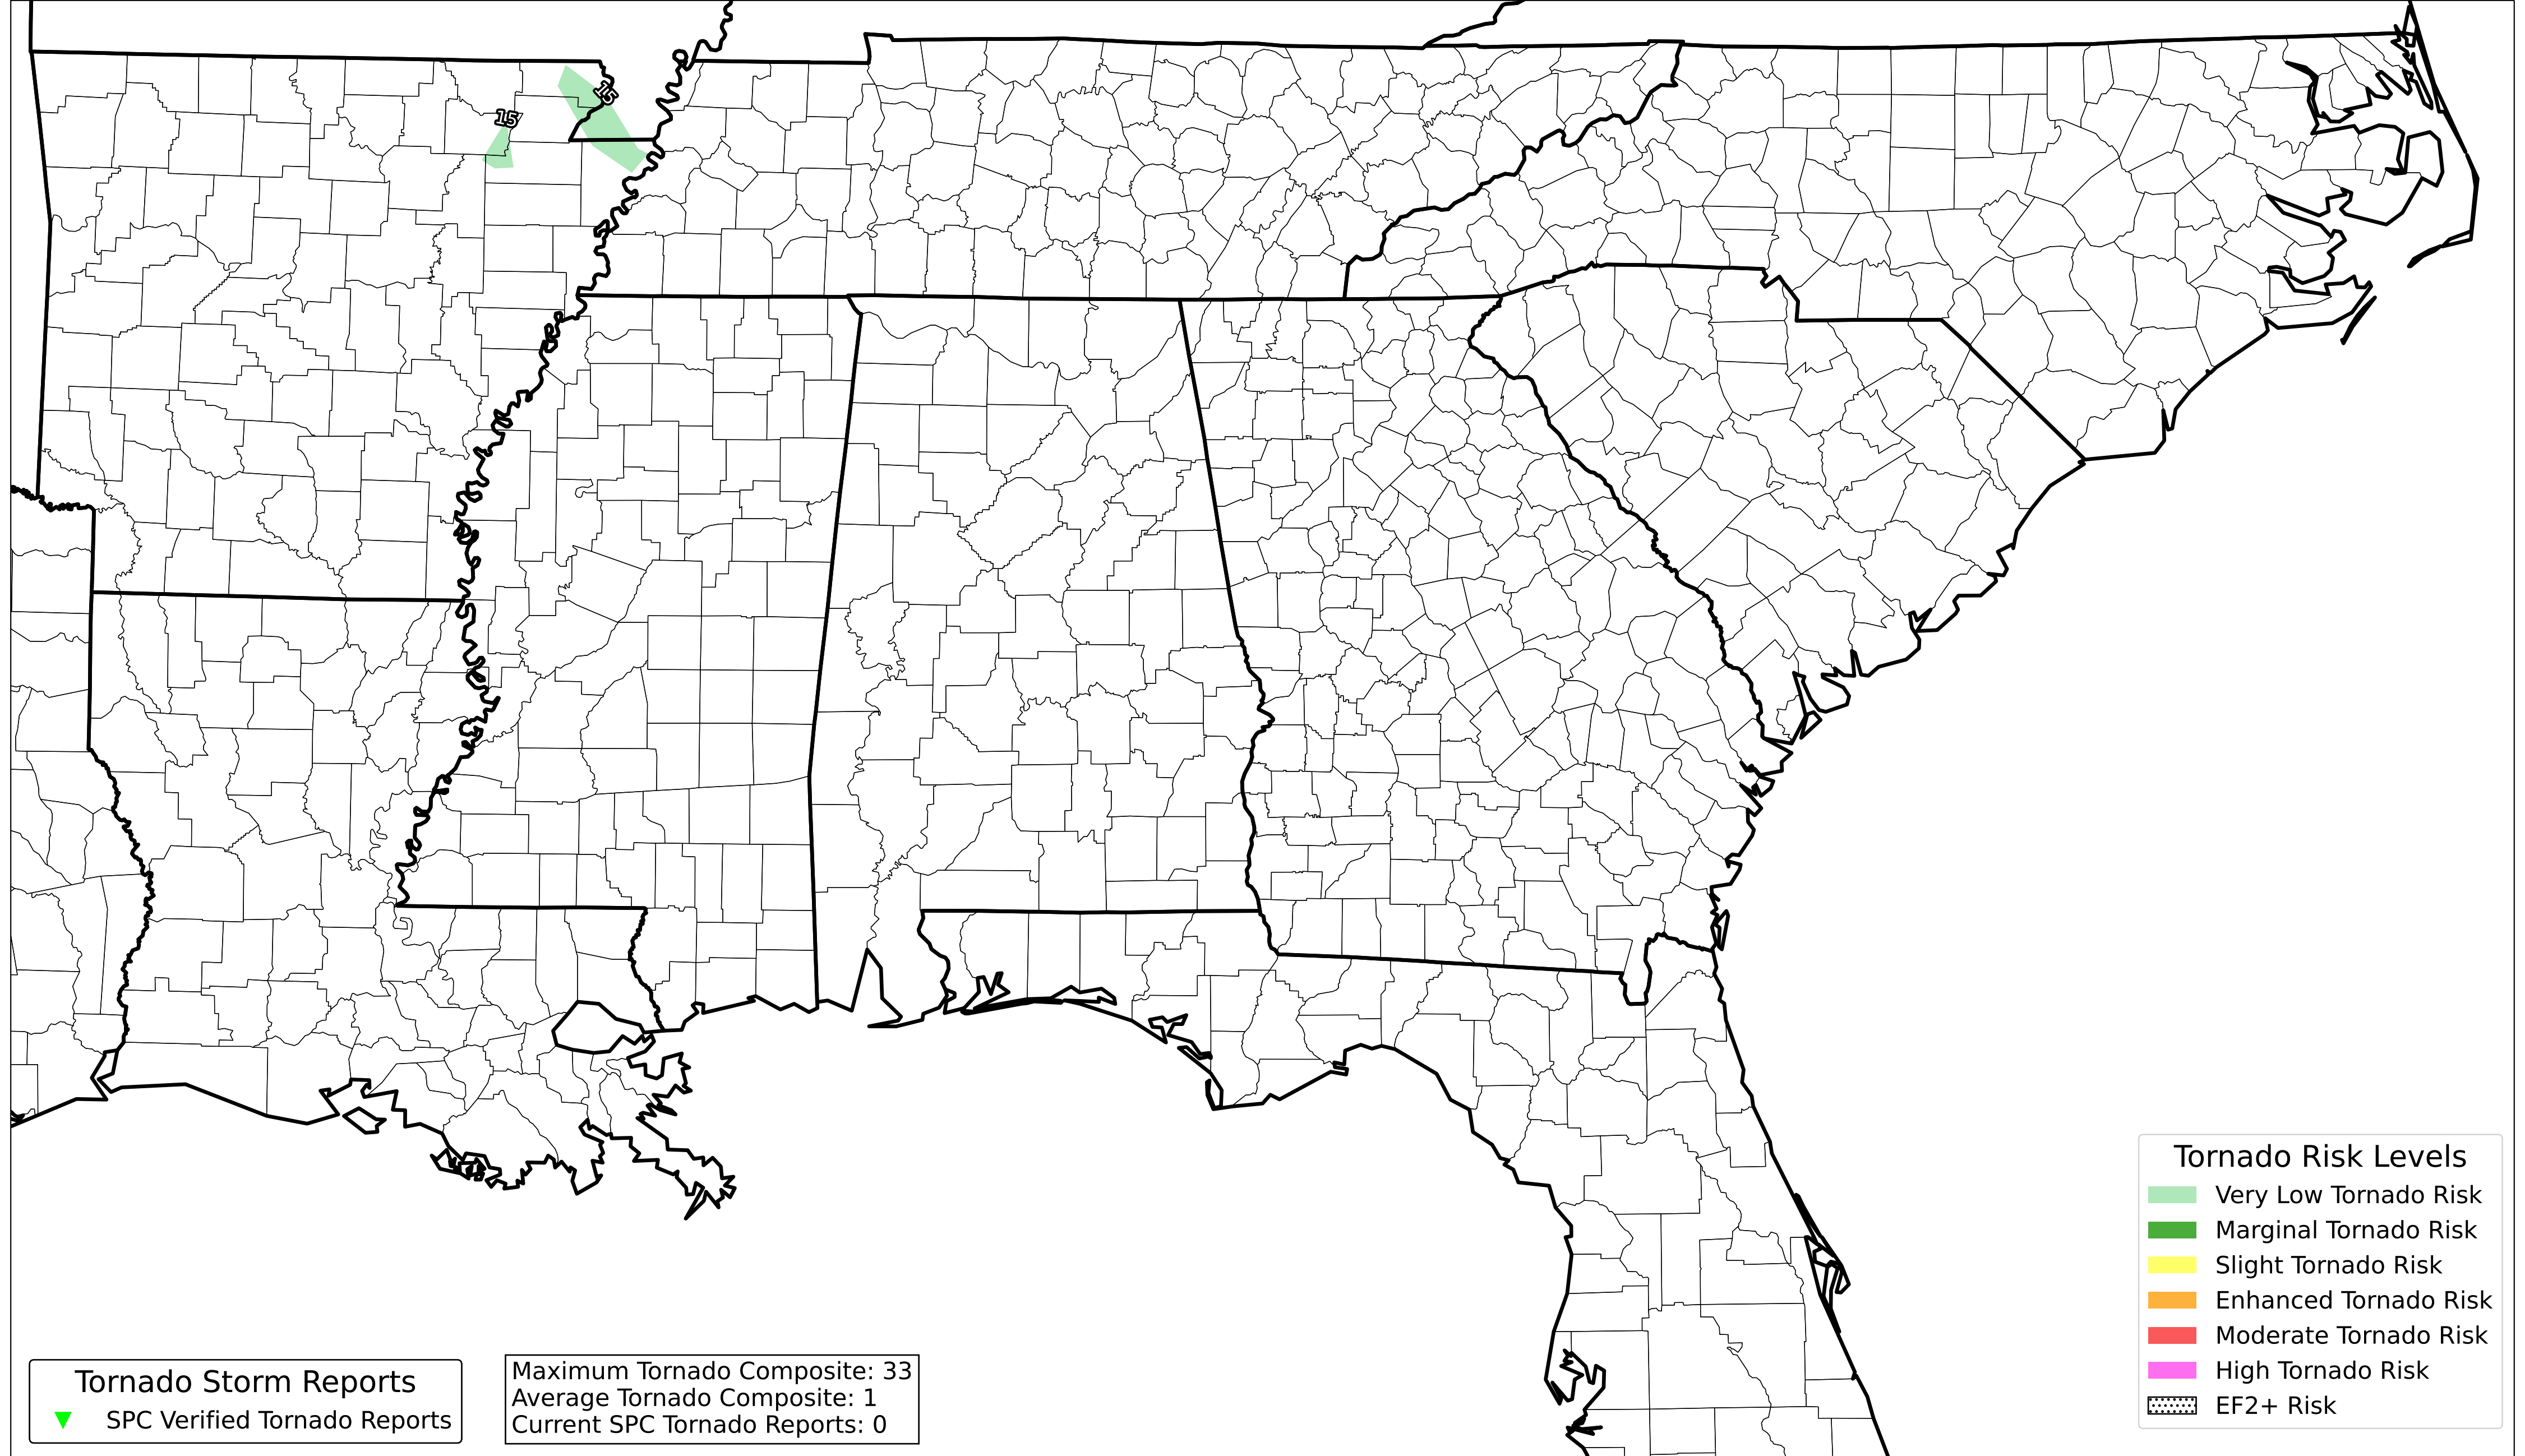 15
15
Tornado Risk Levels
Very Low Tornado Risk
Marginal Tornado Risk
Slight Tornado Risk
Enhanced Tornado Risk
Moderate Tornado Risk
High Tornado Risk
EF2+ Risk
Tornado Storm Reports
SPC Verified Tornado Reports
Maximum Tornado Composite: 33
Average Tornado Composite: 1
Current SPC Tornado Reports: 0